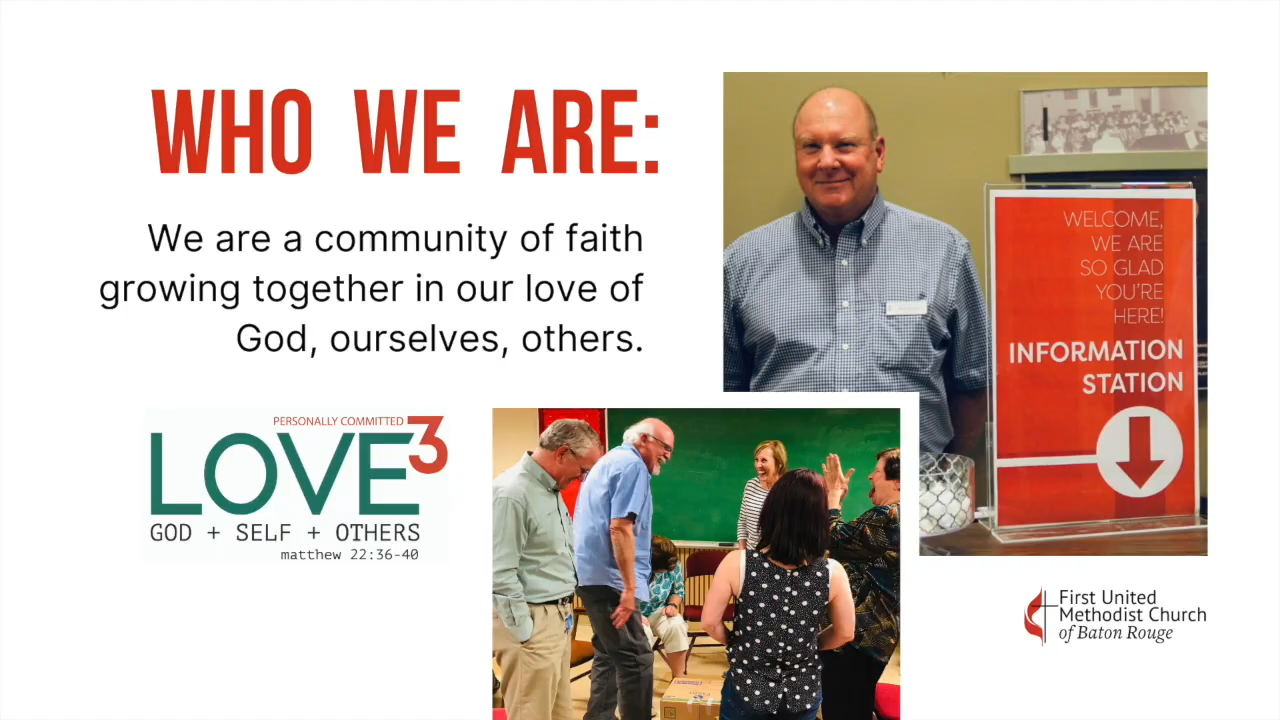 WHO WE ARE:
We are a community of faith
growing together in our love of
God, ourselves, others.
PERSONALLY COMMITTED
LOVE3
GOD + SELF + OTHERS
matthew 22:36-40
WELCOME,
WE ARE
SO GLAD
YOU'RE
HERE!
INFORMATION
STATION
First United
Methodist Church
of Baton Rouge